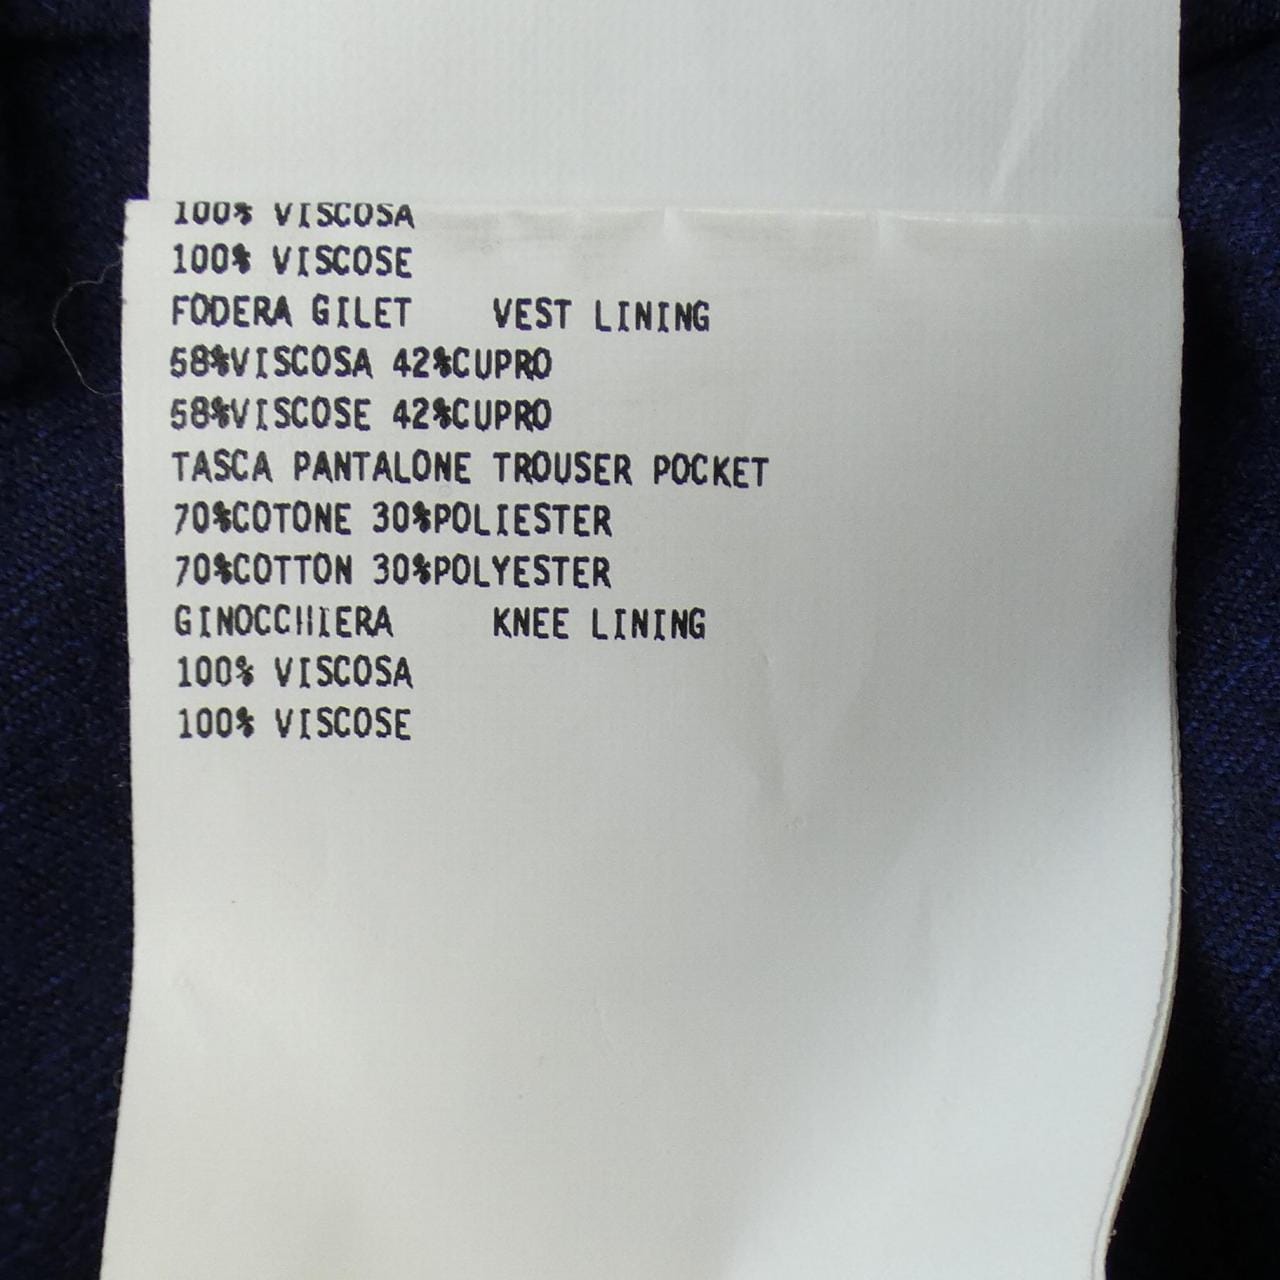 100% VISCOSA
100% VISCOSE
FODERA GILET VEST LINING
58%VISCOSA 42%CUPRO
58%VISCOSE 42%CUPRO
TASCA PANTALONE TROUSER POCKET
70%COTONE 30%POLIESTER
70%COTTON 30%POLYESTER
GINOCCHIERA KNEE LINING
100% VISCOSA
100% VISCOSE